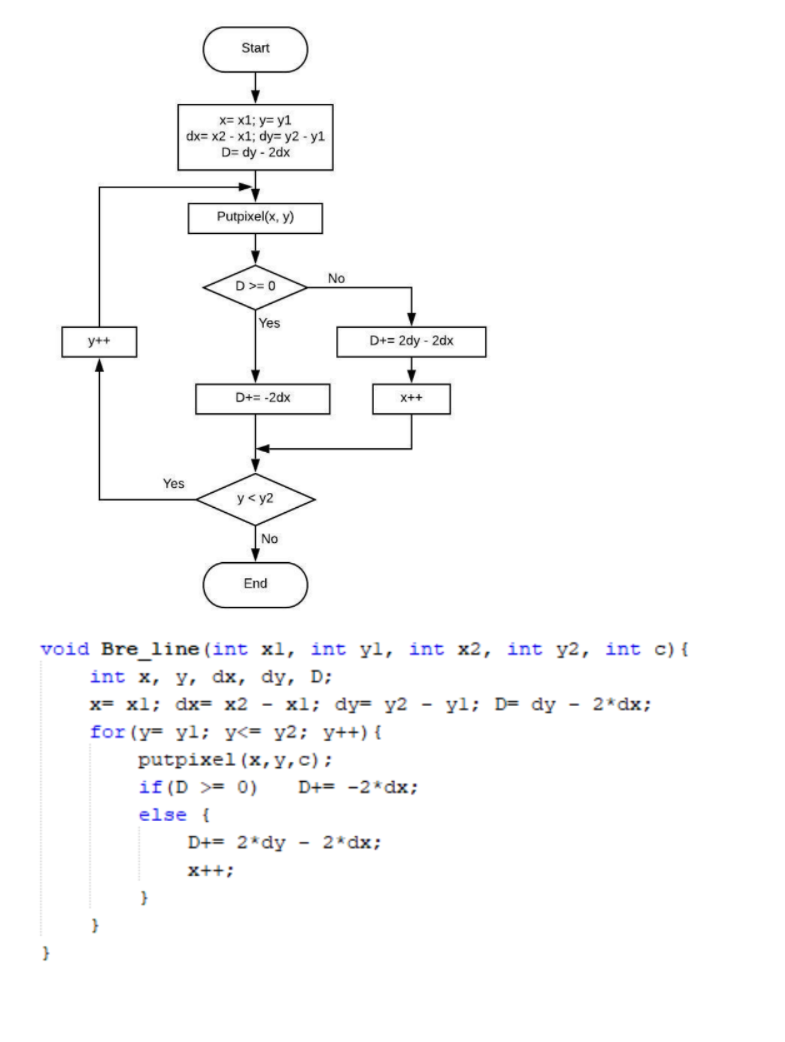 Start
x= x1; y= y1
dx= x2 - x1; dy= y2 - y1
D= dy - 2dx
Putpixel(x, y)
D >= 0
No
Yes
y++
D+= 2dy - 2dx
D+= -2dx
x++
Yes
y < y2
No
End
void Bre_line(int x1, int y1, int x2, int y2, int c){
int x, y, dx, dy, D;
x= x1; dx= x2 - x1; dy= y2 - y1; D= dy - 2*dx;
for(y= y1; y<= y2; y++){
putpixel(x,y,c);
if(D >= 0)   D+= -2*dx;
else {
D+= 2*dy - 2*dx;
x++;
}
}
}